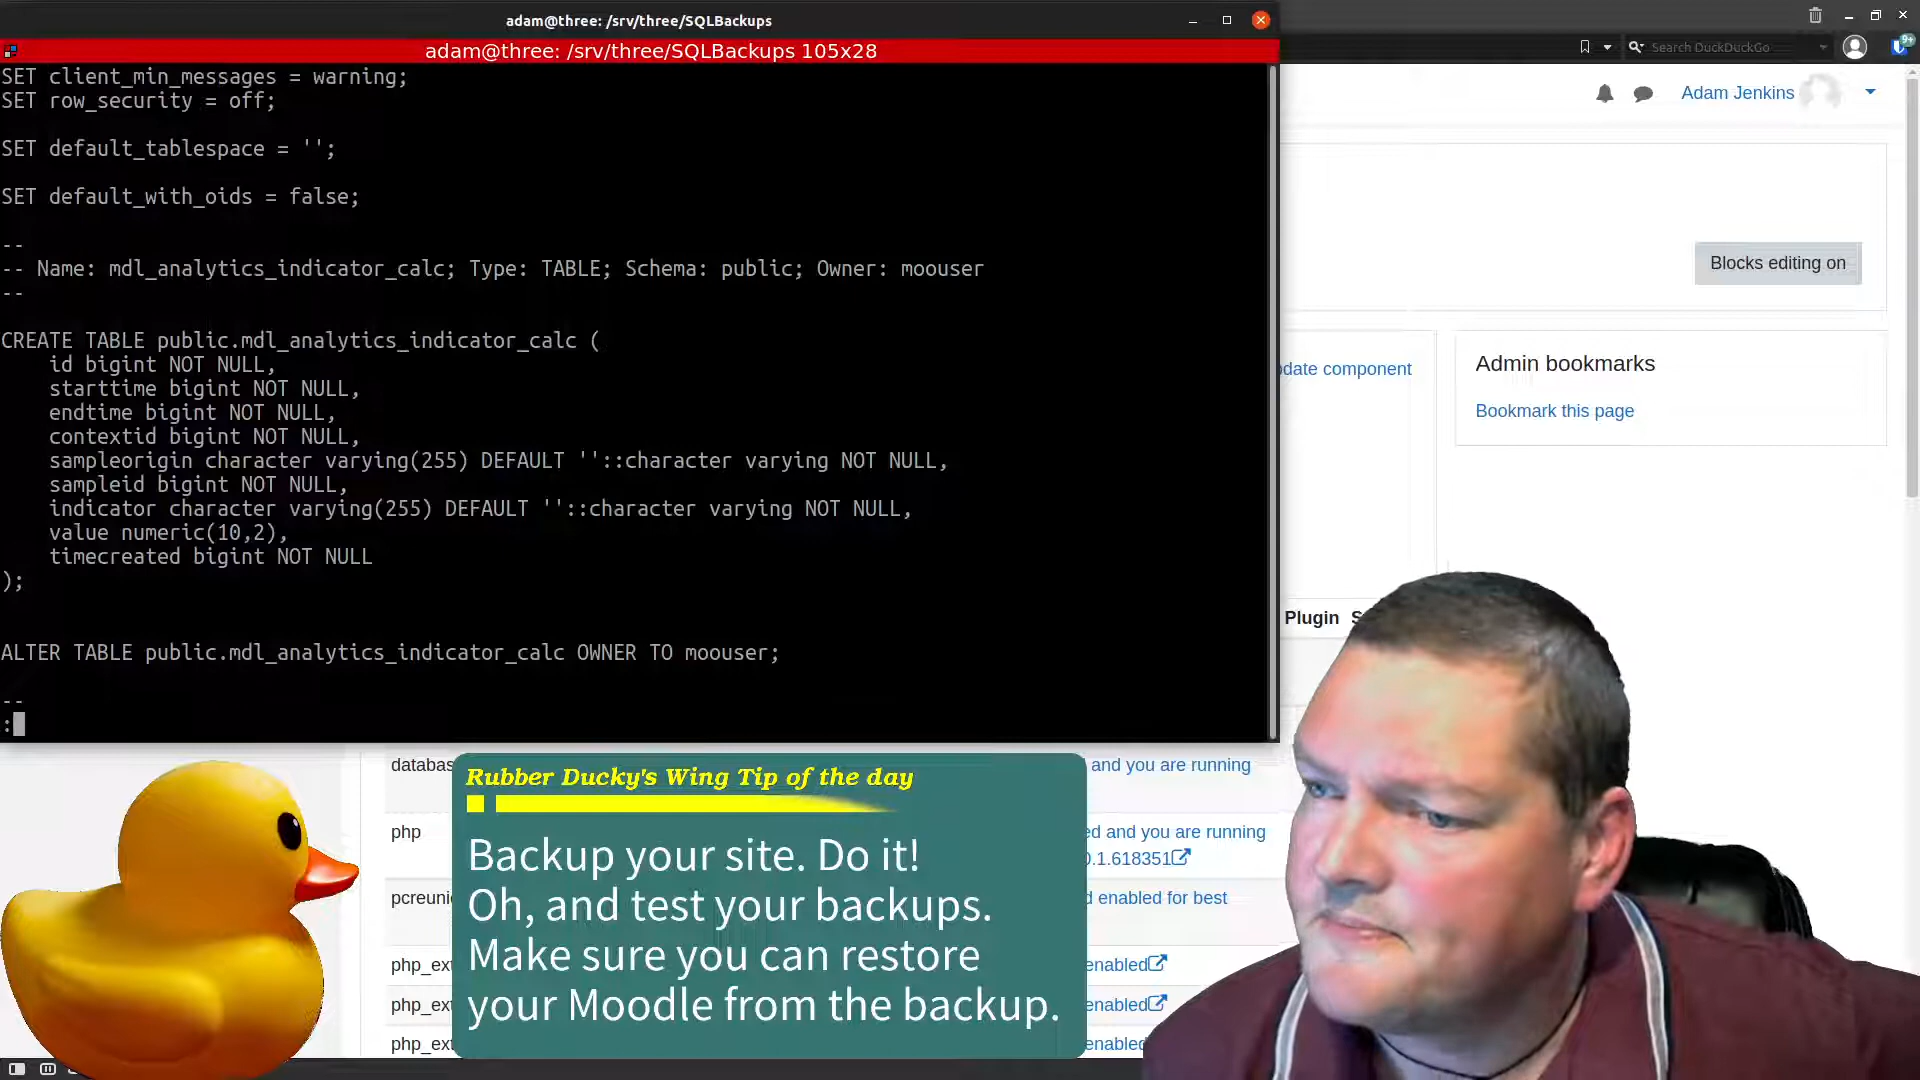 adam@three: /srv/three/SQLBackups
adam@three: /srv/three/SQLBackups 105x28
SET client_min_messages = warning;
SET row_security = off;
SET default_tablespace = '';
SET default_with_oids = false;
--
-- Name: mdl_analytics_indicator_calc; Type: TABLE; Schema: public; Owner: moouser
--
CREATE TABLE public.mdl_analytics_indicator_calc (
id bigint NOT NULL,
starttime bigint NOT NULL,
endtime bigint NOT NULL,
contextid bigint NOT NULL,
sampleorigin character varying(255) DEFAULT ''::character varying NOT NULL,
sampleid bigint NOT NULL,
indicator character varying(255) DEFAULT ''::character varying NOT NULL,
value numeric(10,2),
timecreated bigint NOT NULL
);
ALTER TABLE public.mdl_analytics_indicator_calc OWNER TO moouser;
--
:
Search DuckDuckGo
9+
Adam Jenkins
Blocks editing on
pdate component
Admin bookmarks
Bookmark this page
Plugin S
databas
and you are running
php
ed and you are running
0.1.618351
pcreuni
d enabled for best
php_ext
enabled
php_ext
enabled
php_ext
enabled
Rubber Ducky's Wing Tip of the day
Backup your site. Do it!
Oh, and test your backups.
Make sure you can restore
your Moodle from the backup.